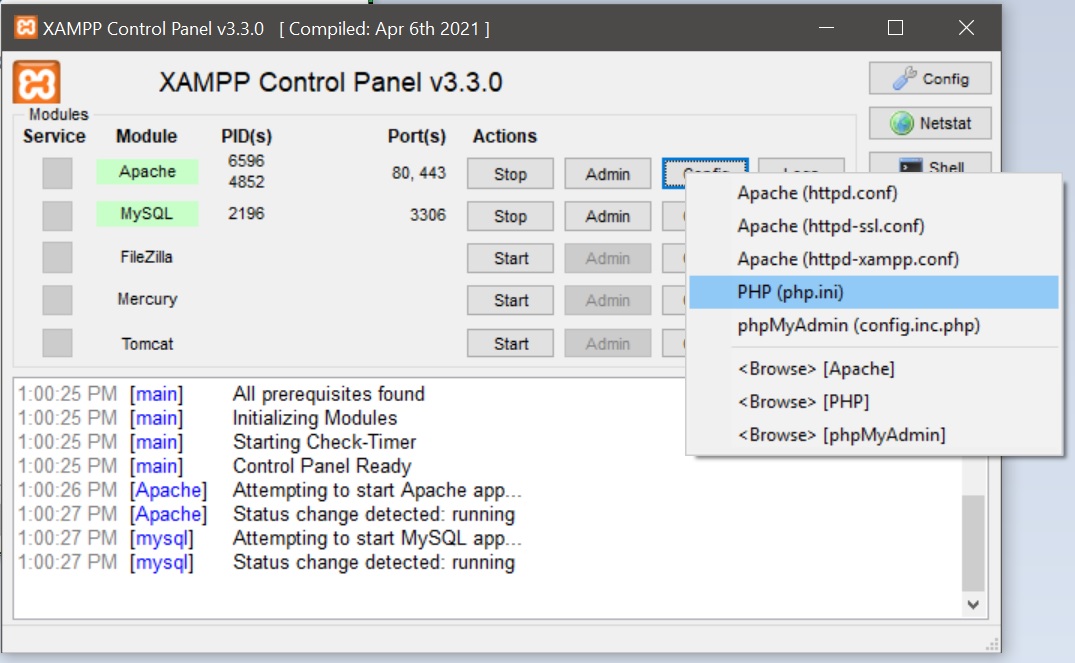 XAMPP Control Panel v3.3.0 [ Compiled: Apr 6th 2021 ]
XAMPP Control Panel v3.3.0
Config
Modules
Service Module PID(s) Port(s) Actions
Netstat
Apache 6596 4852 80, 443 Stop Admin Config Logs
Shell
MySQL 2196 3306 Stop Admin
FileZilla Start Admin
Mercury Start Admin
Tomcat Start Admin
Apache (httpd.conf)
Apache (httpd-ssl.conf)
Apache (httpd-xampp.conf)
PHP (php.ini)
phpMyAdmin (config.inc.php)
<Browse> [Apache]
<Browse> [PHP]
<Browse> [phpMyAdmin]
1:00:25 PM [main] All prerequisites found
1:00:25 PM [main] Initializing Modules
1:00:25 PM [main] Starting Check-Timer
1:00:25 PM [main] Control Panel Ready
1:00:26 PM [Apache] Attempting to start Apache app...
1:00:27 PM [Apache] Status change detected: running
1:00:27 PM [mysql] Attempting to start MySQL app...
1:00:27 PM [mysql] Status change detected: running